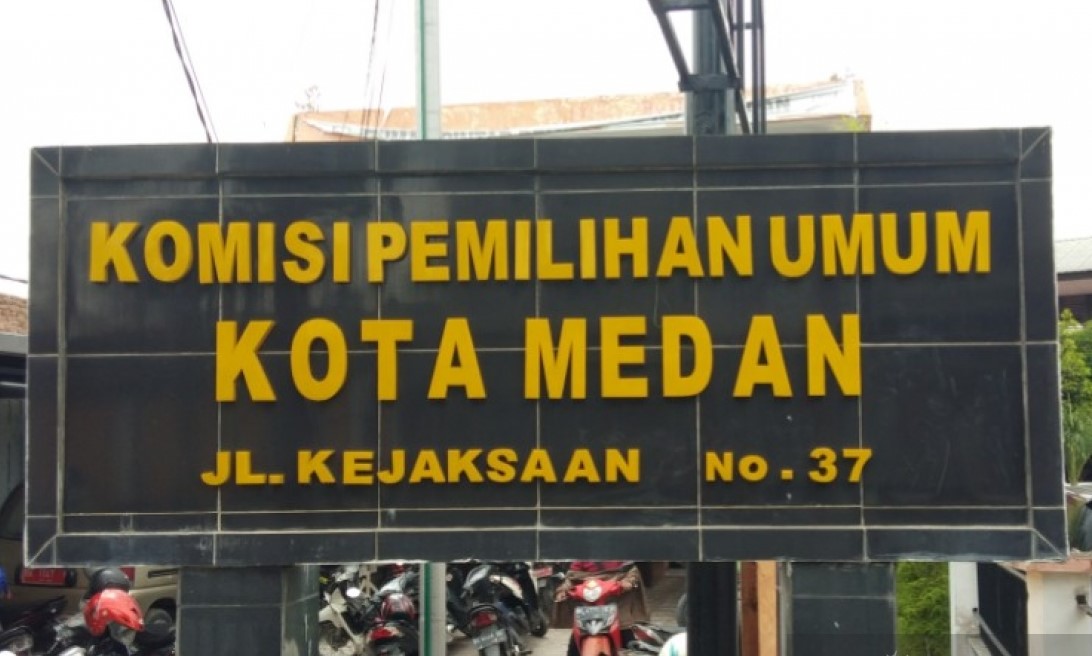 KOMISI PEMILIHAN UMUM
KOTA MEDAN
JL. KEJAKSAAN No. 37